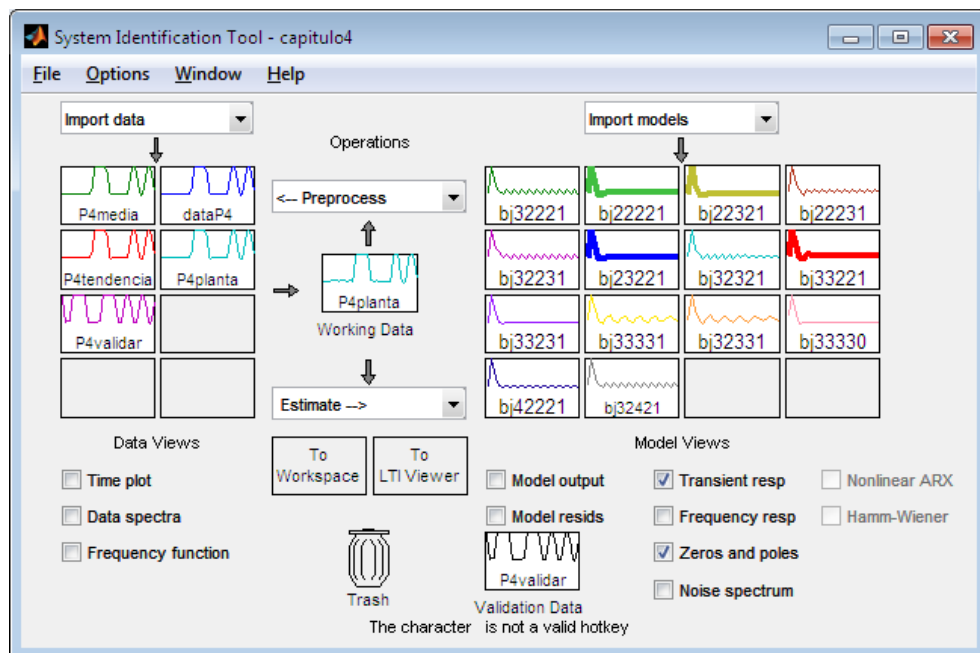 System Identification Tool - capitulo4
File Options Window Help
Import data
Operations
Import models
P4media dataP4
<-- Preprocess
bj32221 bj22221 bj22321 bj22231
P4tendencia P4planta
P4planta
Working Data
bj32231 bj23221 bj32321 bj33221
P4validar
bj33231 bj33331 bj32331 bj33330
Estimate -->
bj42221 bj32421
Data Views
To Workspace
To LTI Viewer
Model Views
Time plot
Data spectra
Frequency function
Model output
Model resids
Transient resp
Frequency resp
Zeros and poles
Noise spectrum
Nonlinear ARX
Hamm-Wiener
Trash
P4validar
Validation Data
The character is not a valid hotkey